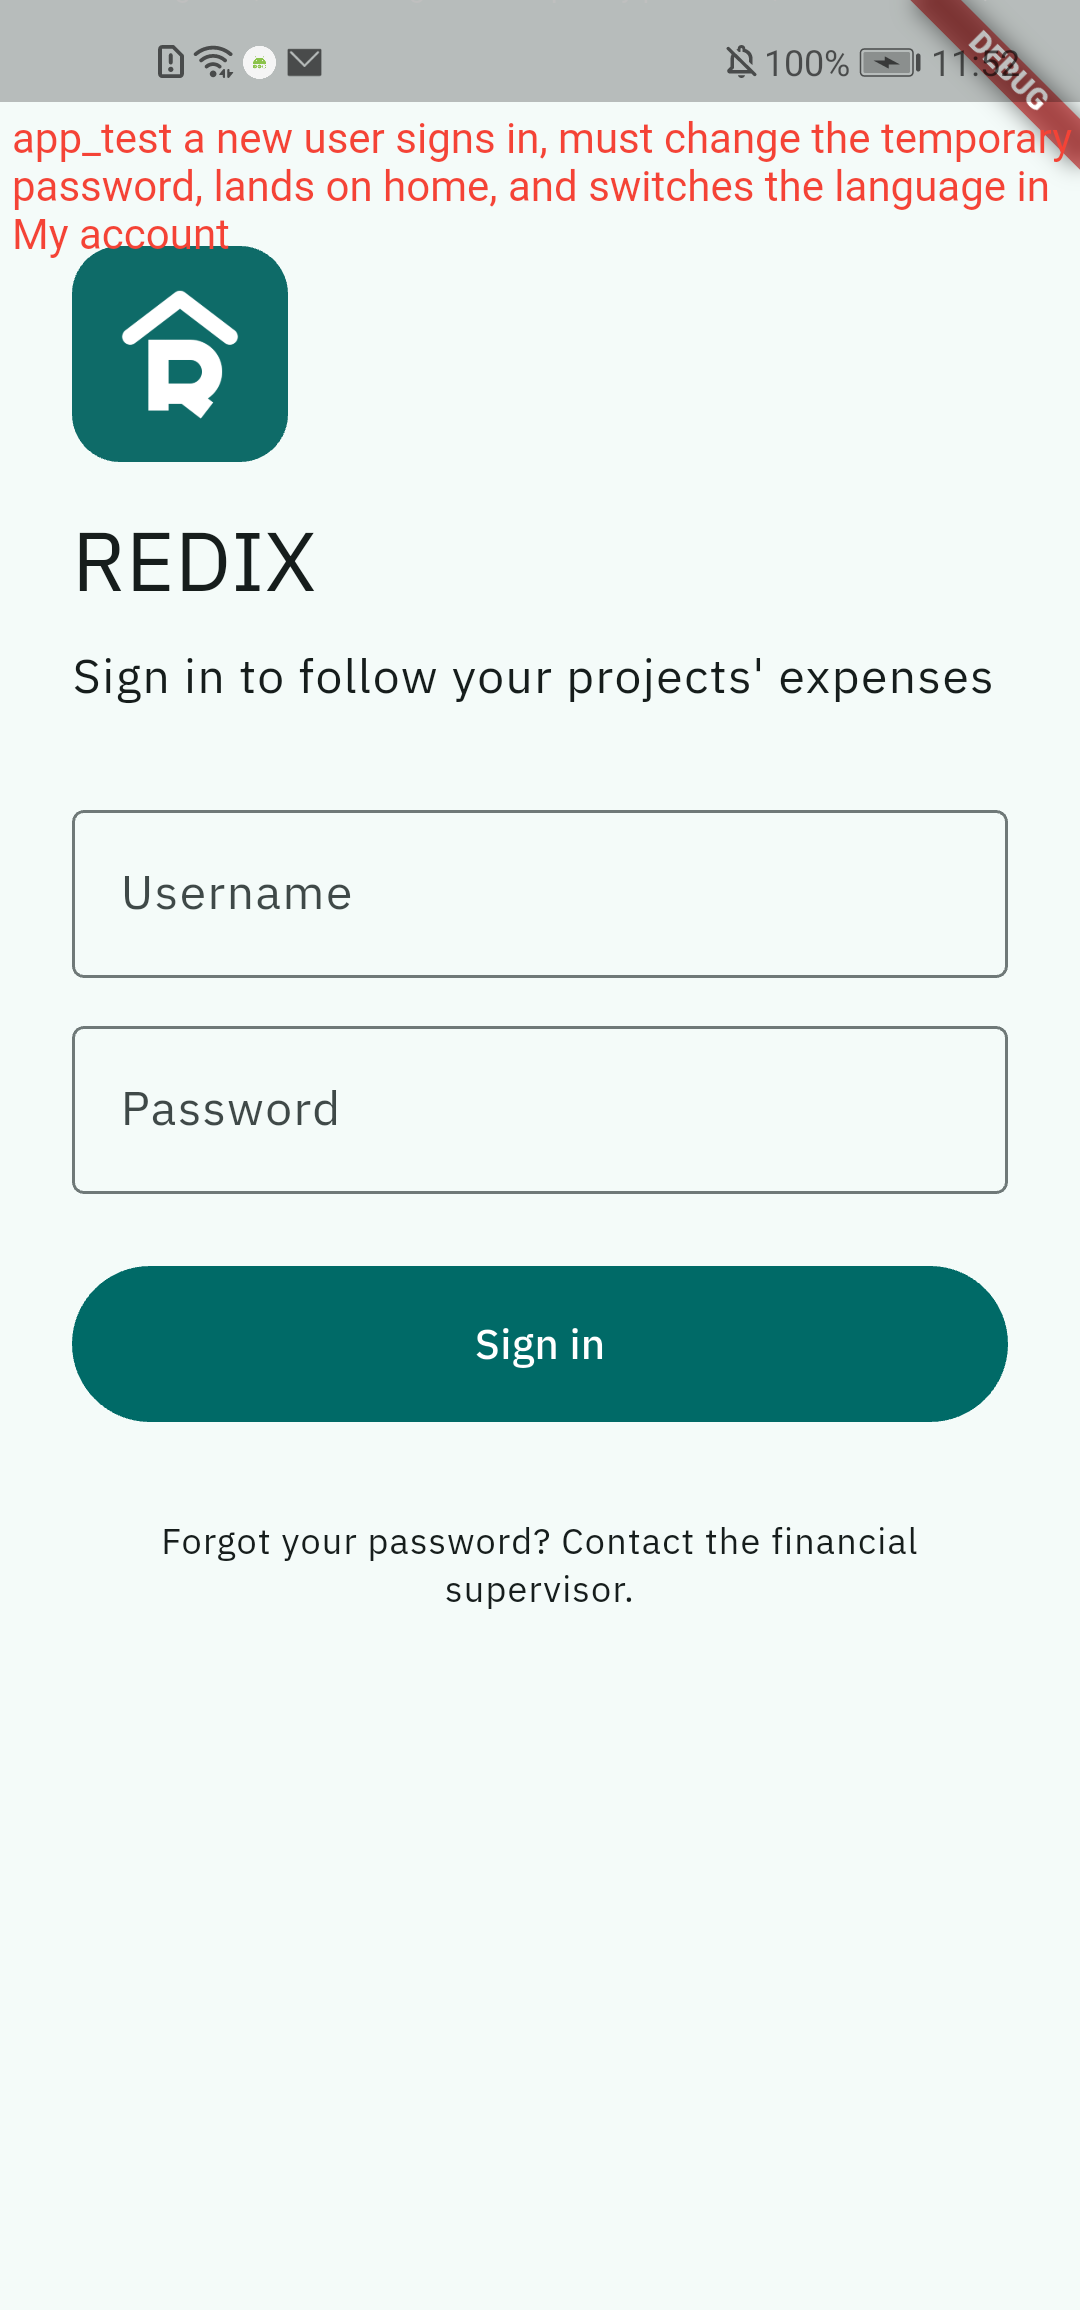 100% 11:52
DEBUG
app_test a new user signs in, must change the temporary
password, lands on home, and switches the language in
My account
R
REDIX
Sign in to follow your projects' expenses
Username
Password
Sign in
Forgot your password? Contact the financial
supervisor.